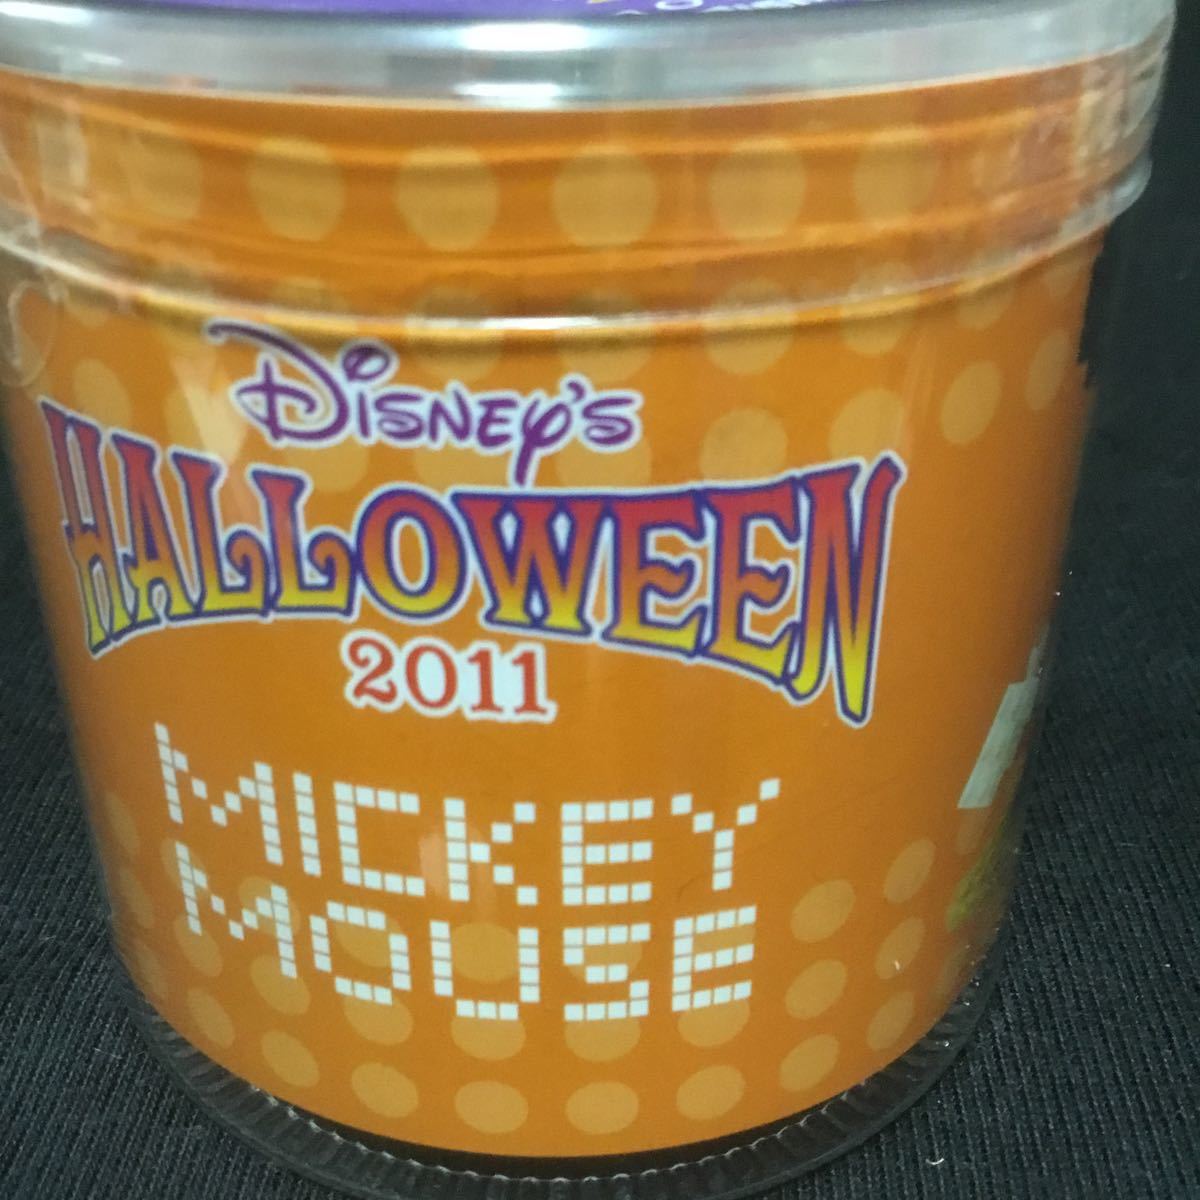 Disney's
HALLOWEEN
2011
MICKEY
MOUSE